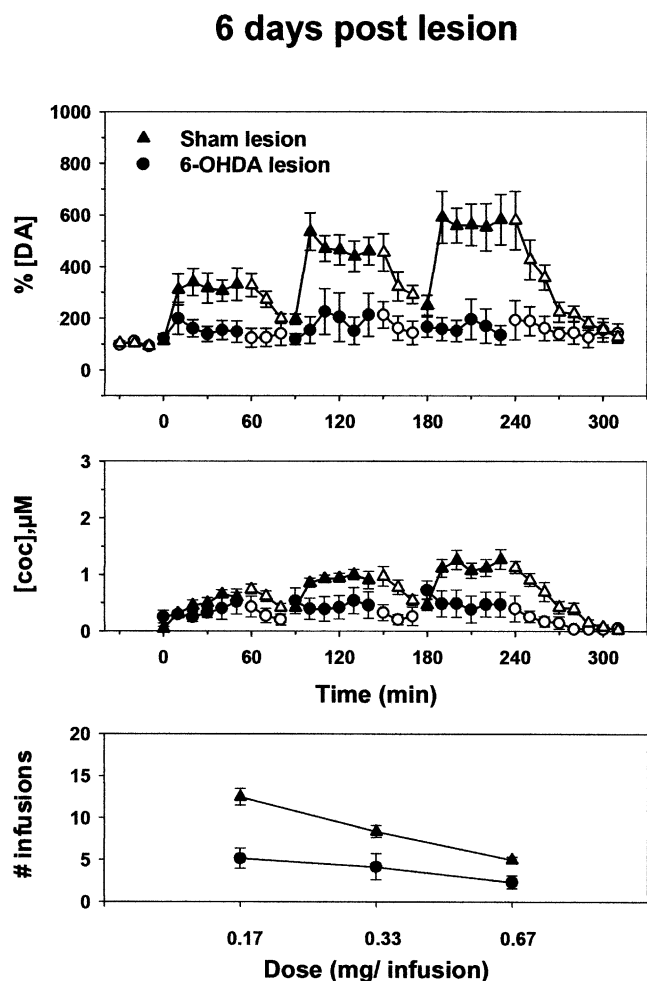 6 days post lesion
1000
800
600
400
200
0
% [DA]
Sham lesion
6-OHDA lesion
0 60 120 180 240 300
3
2
1
0
[coc],µM
0 60 120 180 240 300
Time (min)
20
15
10
5
0
# infusions
0.17 0.33 0.67
Dose (mg/ infusion)